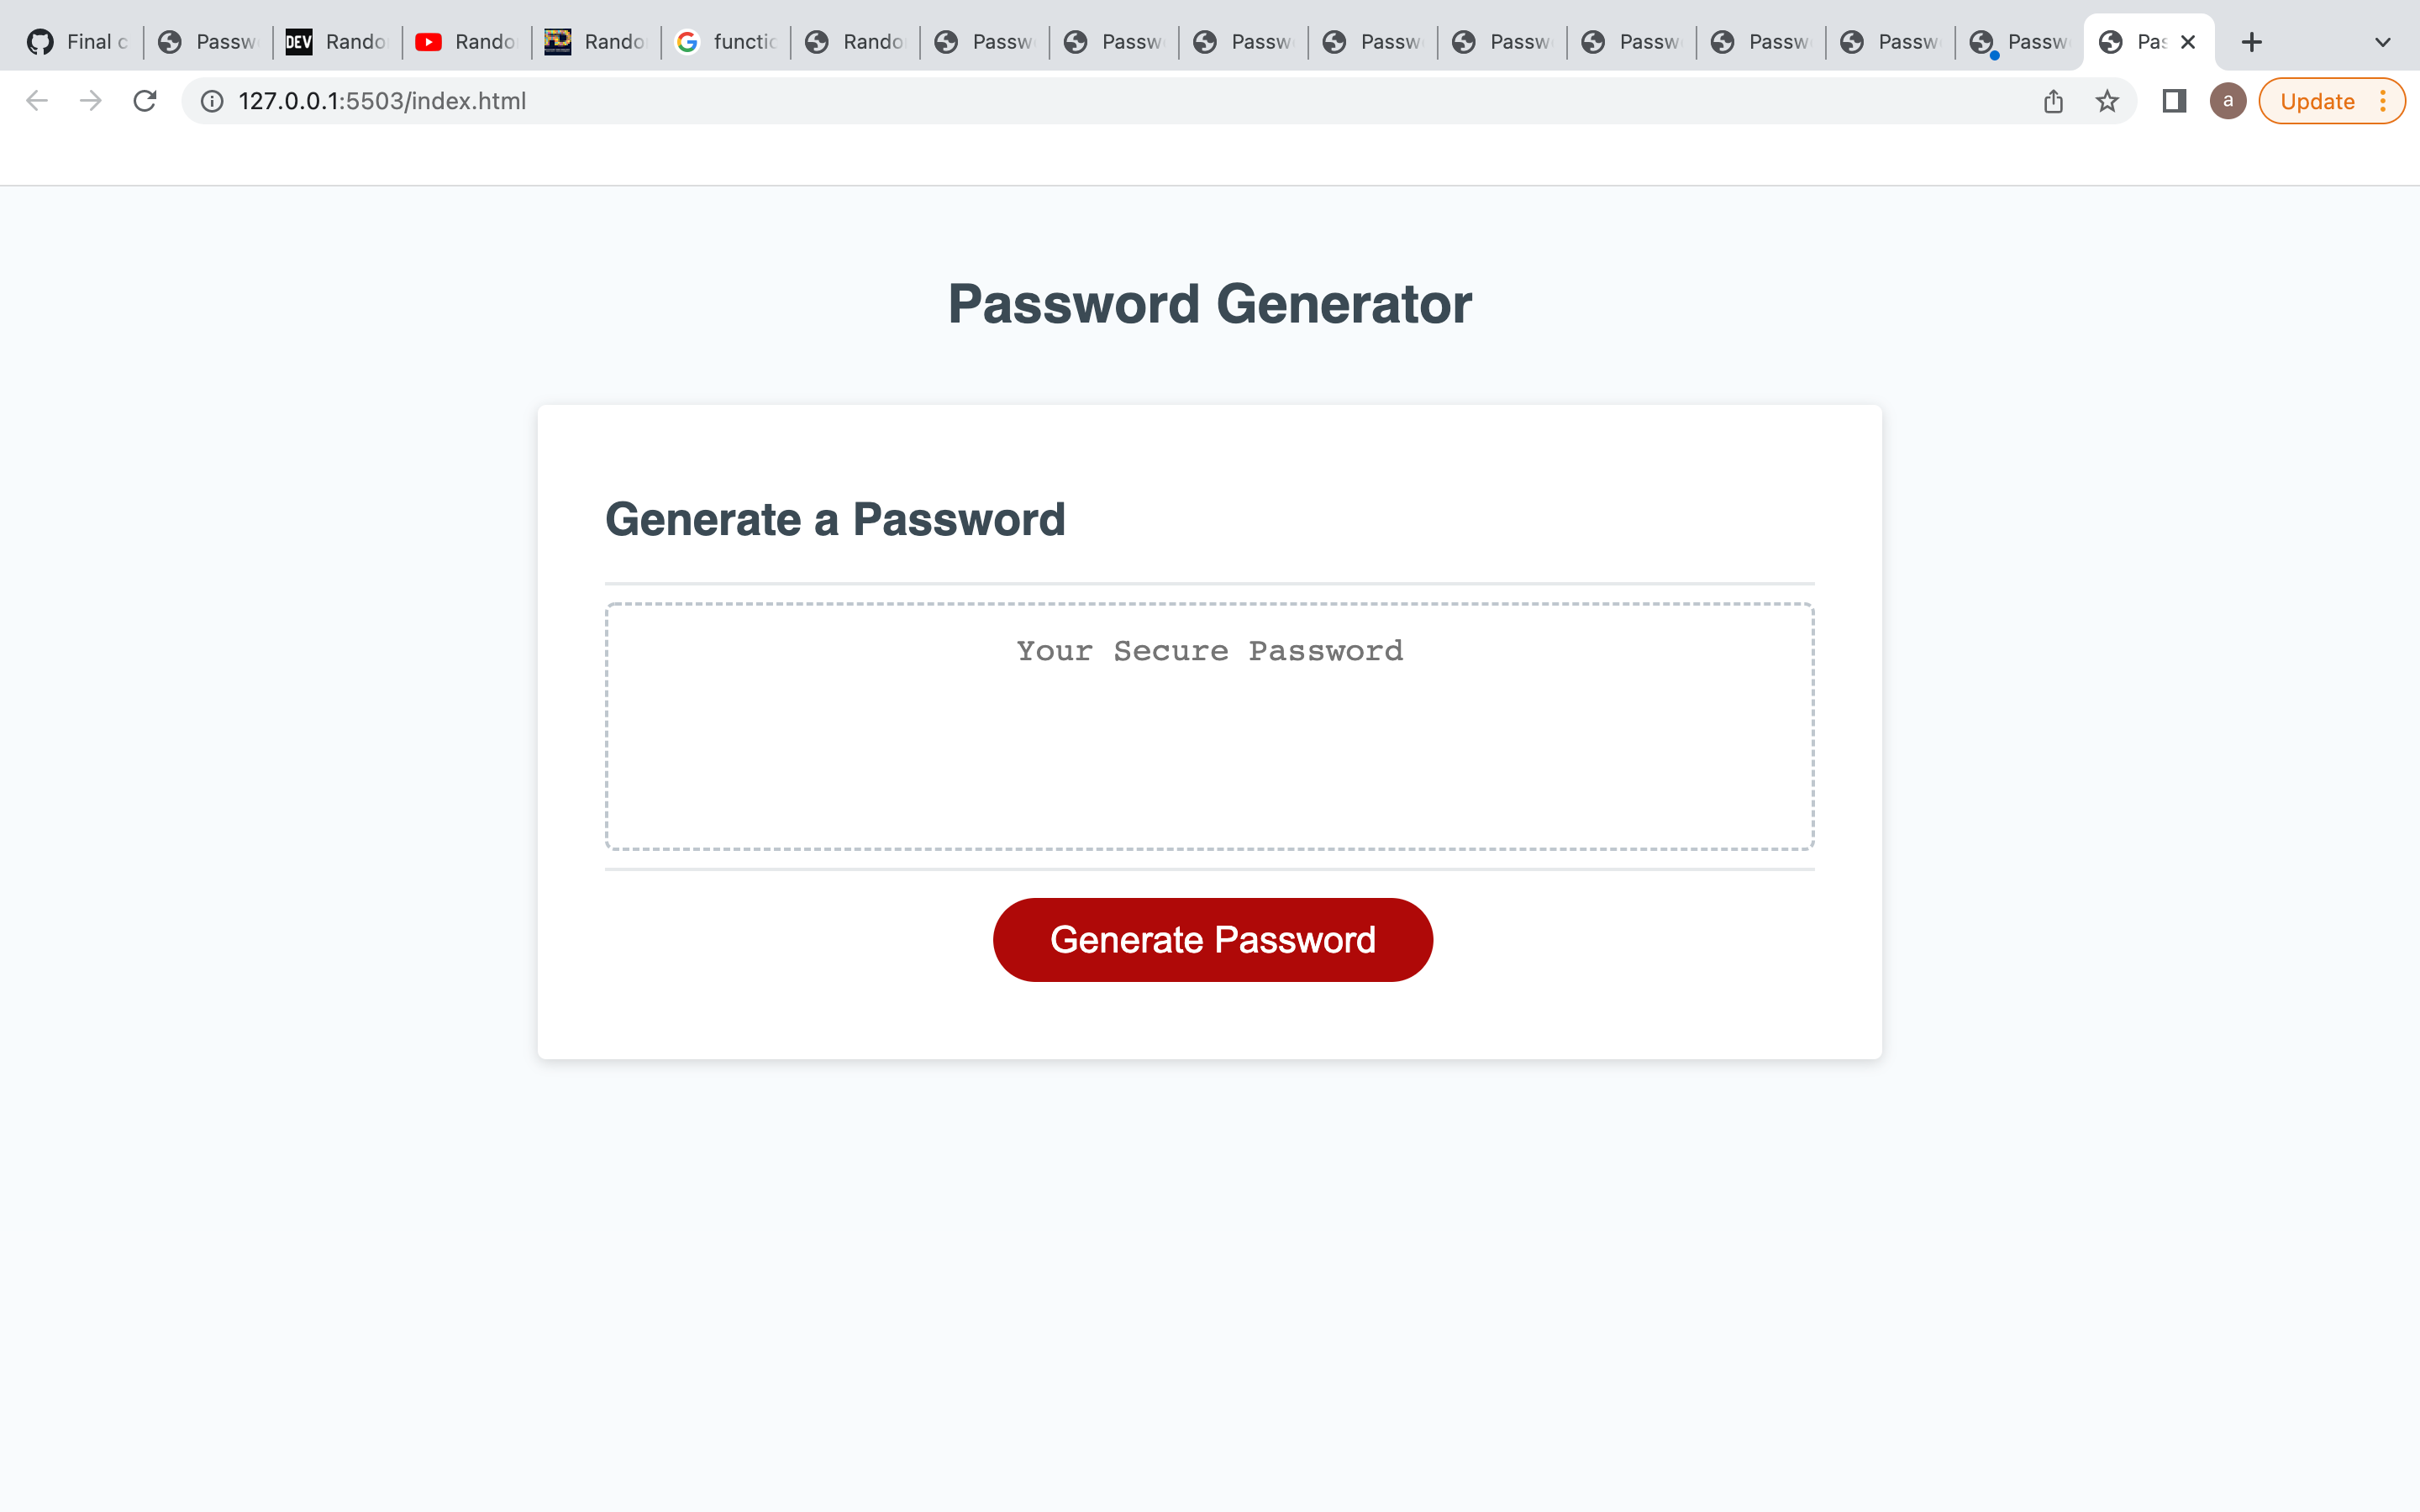 Final c
Passw
DEV
Rando
Rando
Rando
functio
Rando
Passw
Passw
Passw
Passw
Passw
Passw
Passw
Passw
Passw
Pas
127.0.0.1:5503/index.html
a
Update
Password Generator
Generate a Password
Your Secure Password
Generate Password